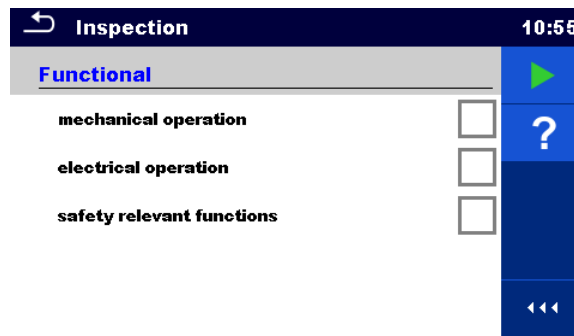 Inspection 10:55
Functional
mechanical operation
?
electrical operation
safety relevant functions